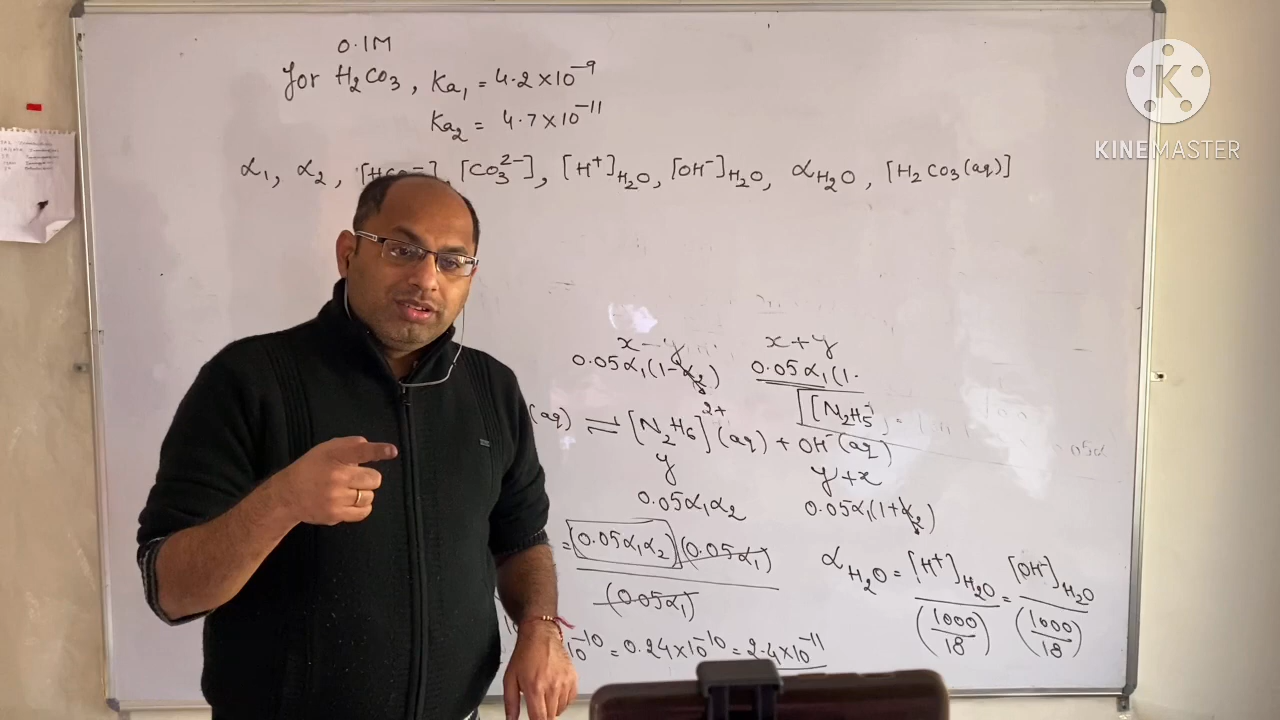 0.1M
for H₂CO₃, Ka₁ = 4.2×10⁻⁹
Ka₂ = 4.7×10⁻¹¹
α₁, α₂, [HCO₃⁻], [CO₃²⁻], [H⁺]H₂O, [OH⁻]H₂O, αH₂O, [H₂CO₃(aq)]
K
KINEMASTER
x-y x+y
0.05α₁(1-α₂) 0.05α₁(1.
[N₂H₅
(aq) ⇌ [N₂H₆]²⁺(aq) + OH⁻(aq)
y y+x
0.05α₁α₂ 0.05α₁(1+α₂)
= (0.05α₁α₂)(0.05α₁)
(0.05α₁)
αH₂O = [H⁺]H₂O / (1000/18) = [OH⁻]H₂O / (1000/18)
10⁻¹⁰ = 0.24×10⁻¹⁰ = 2.4×10⁻¹¹